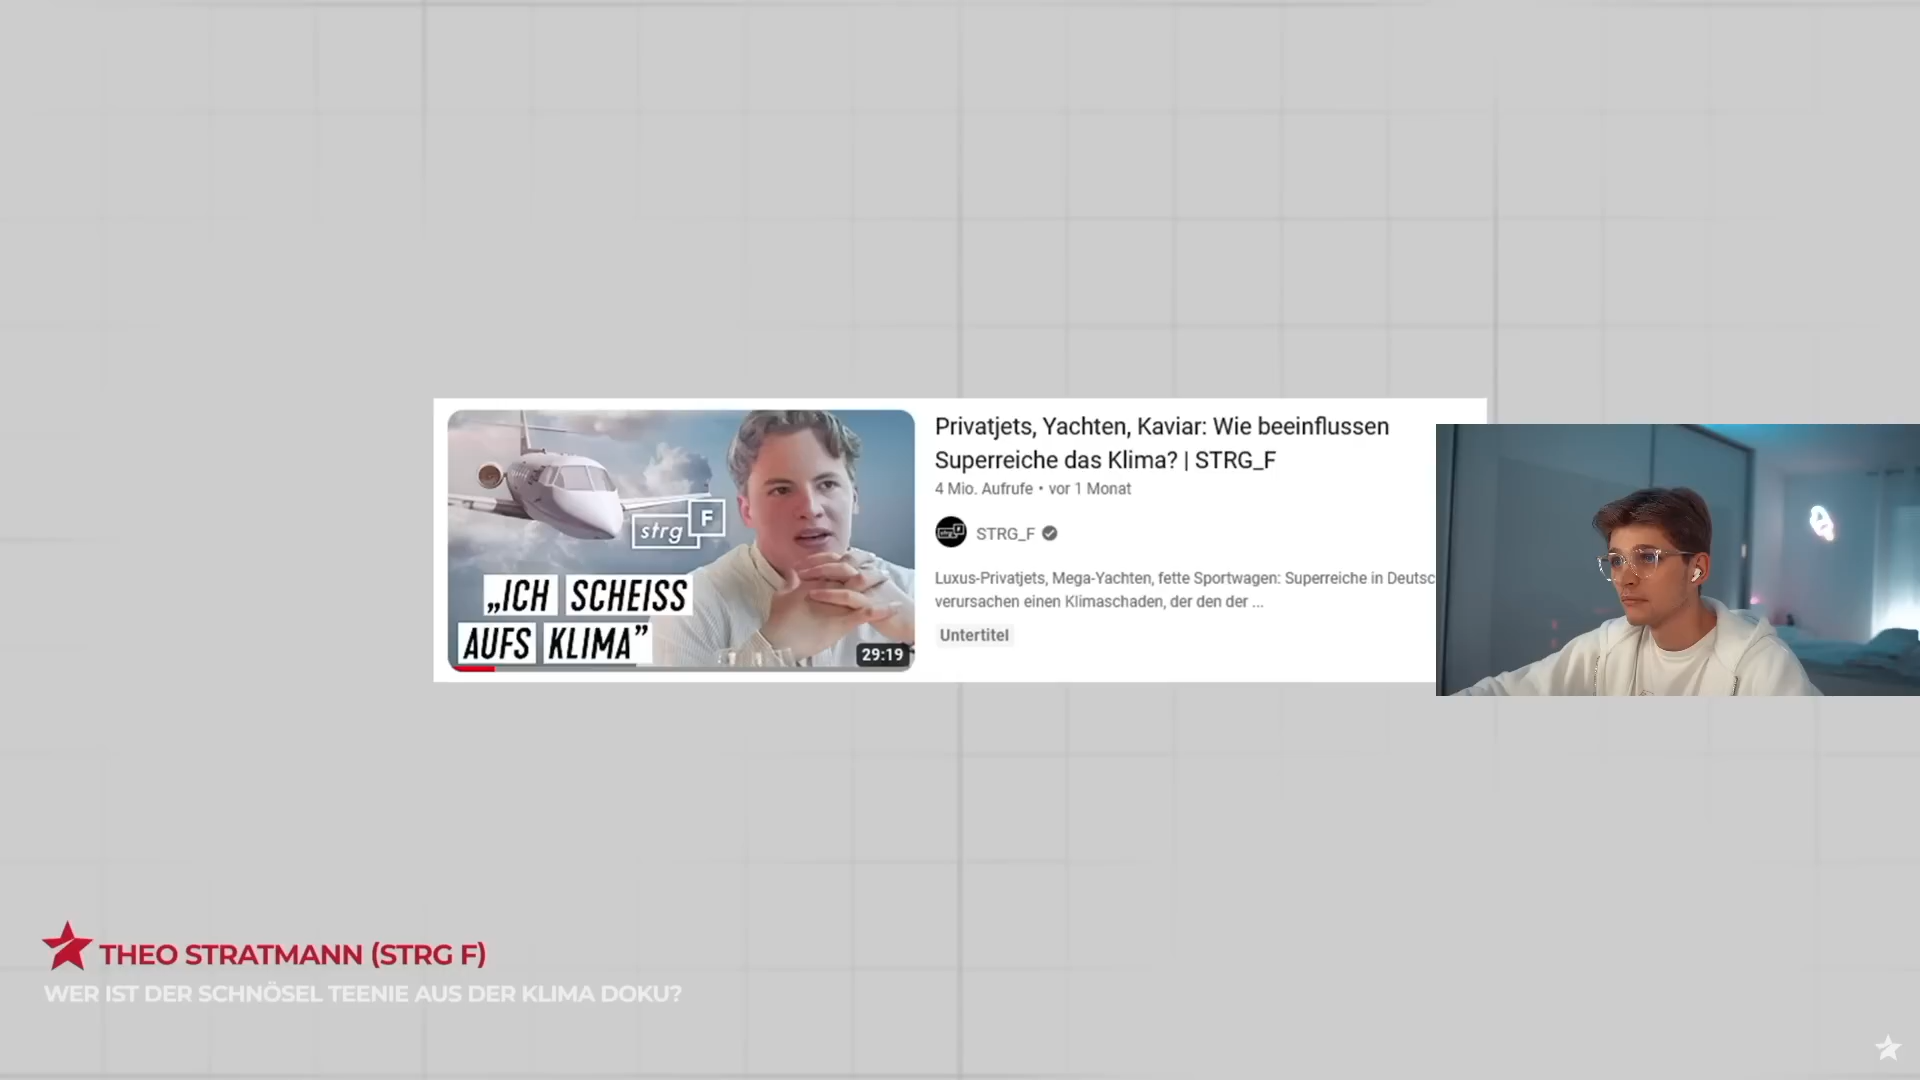 strg F
„ICH SCHEISS
AUFS KLIMA”
29:19
Privatjets, Yachten, Kaviar: Wie beeinflussen
Superreiche das Klima? | STRG_F
4 Mio. Aufrufe • vor 1 Monat
STRG_F
Luxus-Privatjets, Mega-Yachten, fette Sportwagen: Superreiche in Deutsc
verursachen einen Klimaschaden, der den der ...
Untertitel
THEO STRATMANN (STRG F)
WER IST DER SCHNÖSEL TEENIE AUS DER KLIMA DOKU?